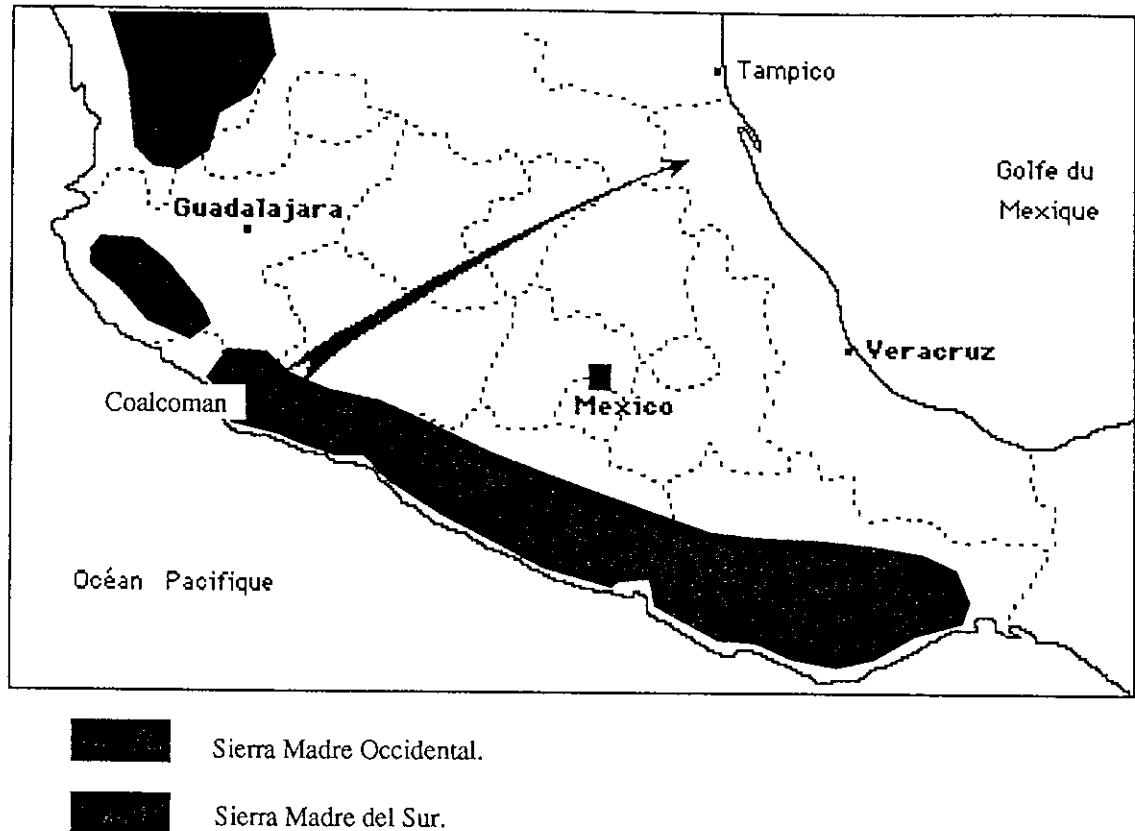 Tampico
Golfe du
Mexique
Guadalajara
Veracruz
Mexico
Coalcoman
Océan Pacifique
Sierra Madre Occidental.
Sierra Madre del Sur.